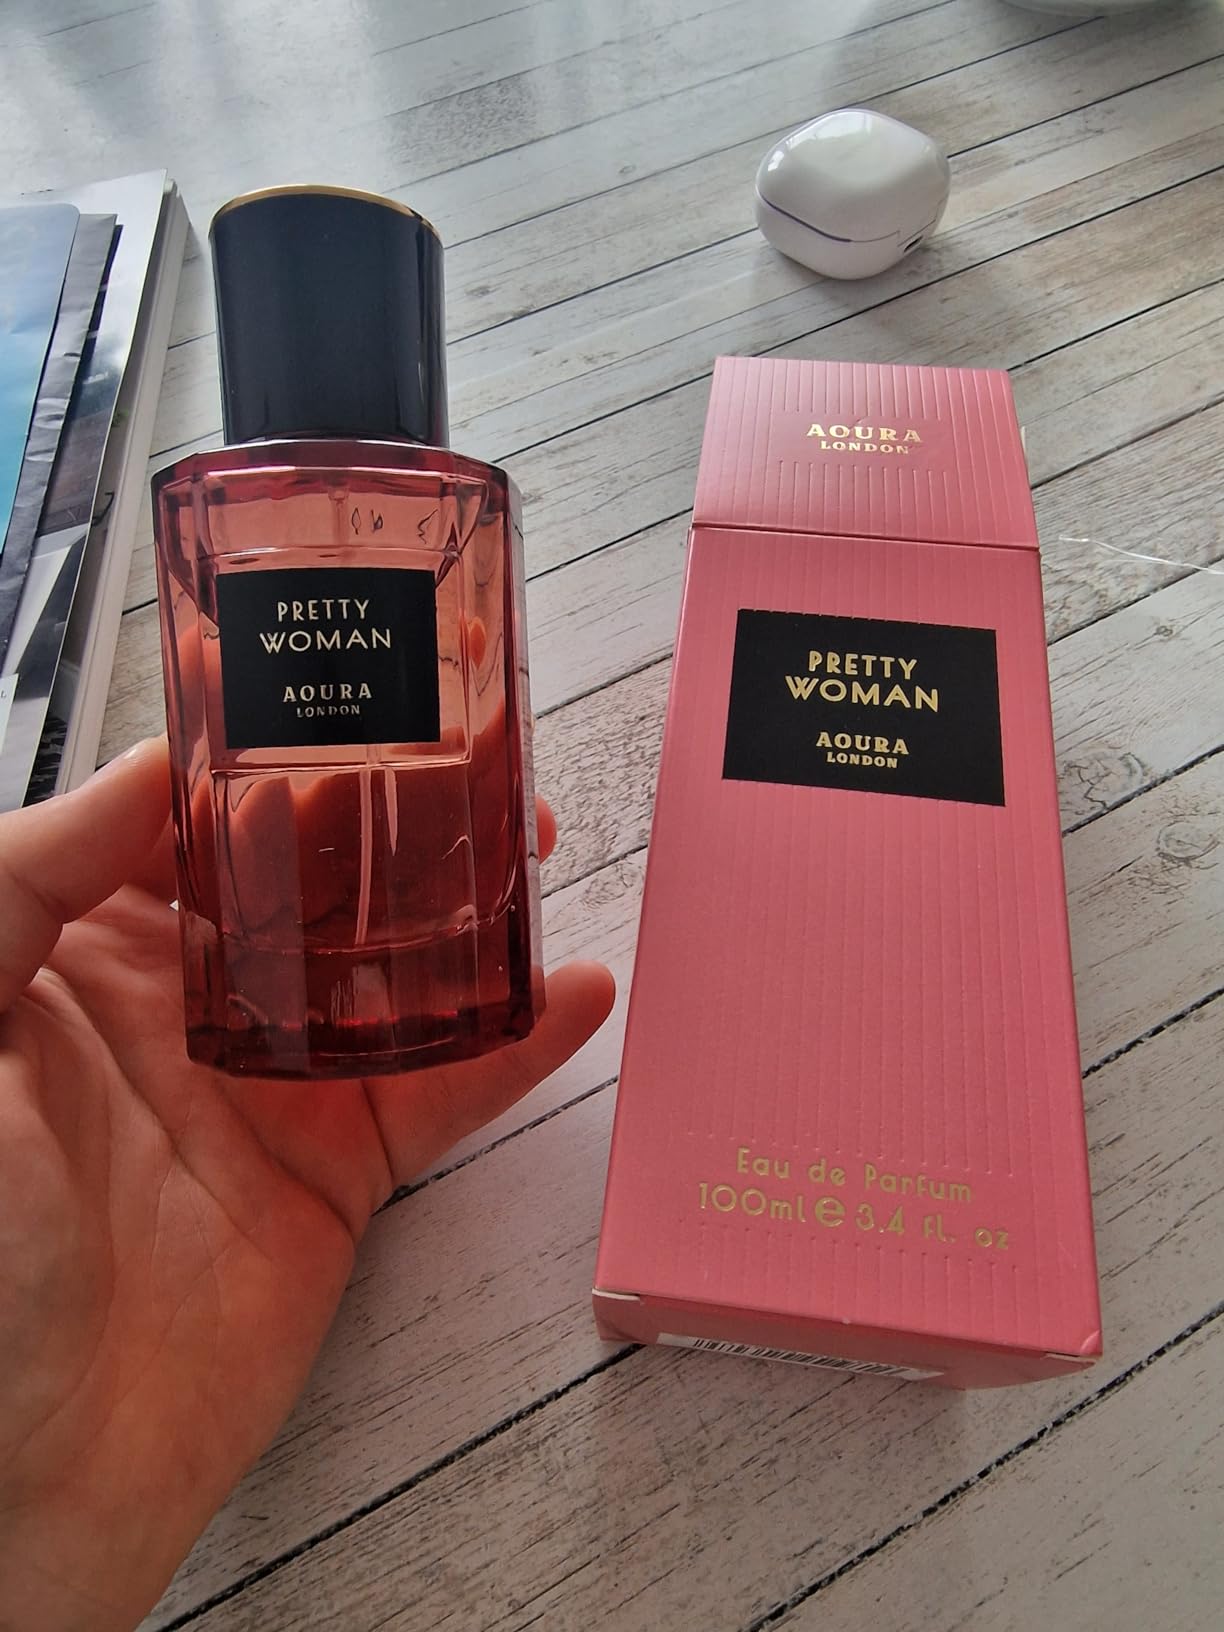 PRETTY
WOMAN
AOURA
LONDON
AOURA
LONDON
PRETTY
WOMAN
AOURA
LONDON
Eau de Parfum
100ml e 3.4 fl. oz